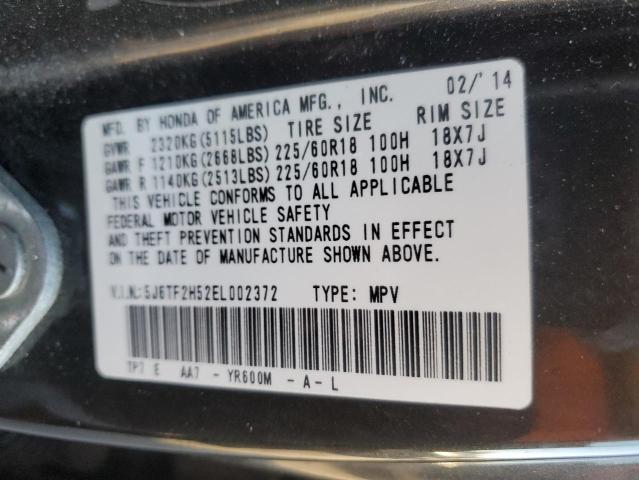 02/'14
MFD. BY HONDA OF AMERICA MFG., INC.
GVWR 2320KG(5115LBS) TIRE SIZE RIM SIZE
GAWR F 1210KG(2668LBS) 225/60R18 100H 18X7J
GAWR R 1140KG(2513LBS) 225/60R18 100H 18X7J
THIS VEHICLE CONFORMS TO ALL APPLICABLE
FEDERAL MOTOR VEHICLE SAFETY
AND THEFT PREVENTION STANDARDS IN EFFECT
ON THE DATE OF MANUFACTURE SHOWN ABOVE.
V.I.N:5J6TF2H52EL002372 TYPE: MPV
TP7 E AA7 - YR600M - A - L